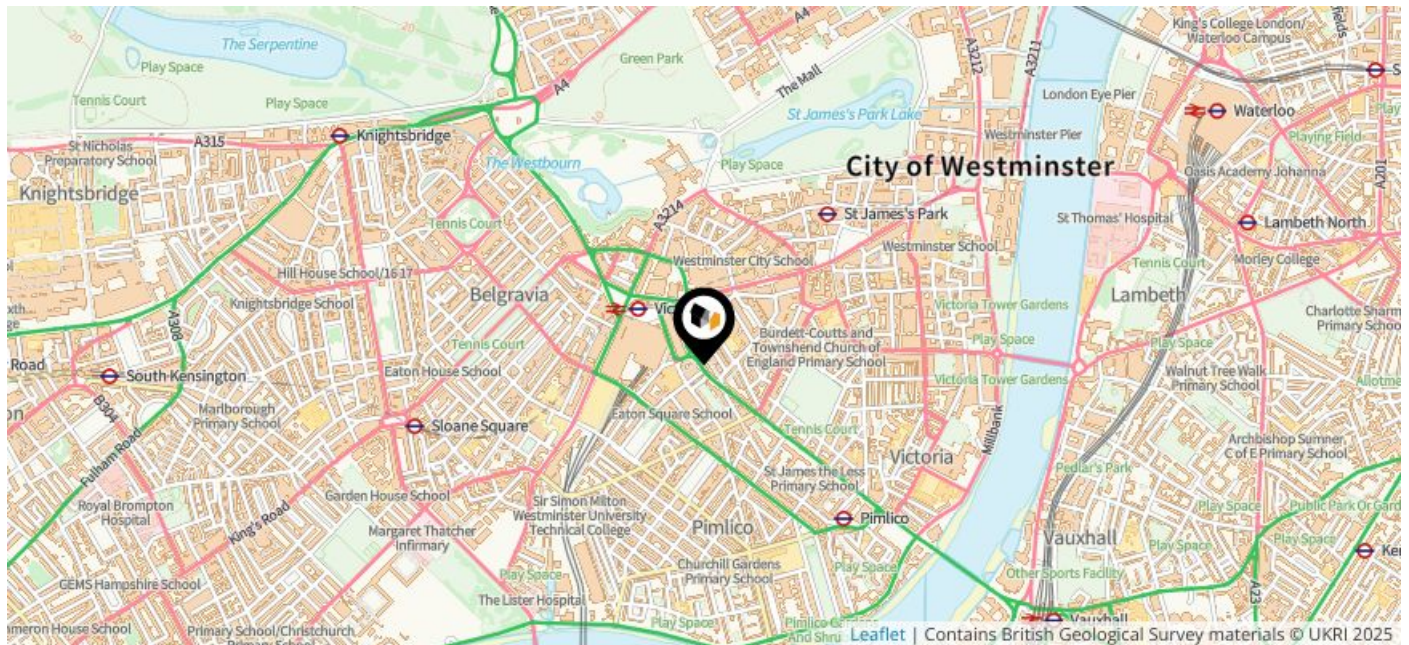 The Serpentine
Play Space
Tennis Court
Play Space
Green Park
A4
A4
The Mall
A3212
A3211
King's College London/
Waterloo Campus
London Eye Pier
Waterloo
Playing Field
St James's Park Lake
Westminster Pier
Knightsbridge
A315
St Nicholas
Preparatory School
Knightsbridge
The Westbourn
Play Space
City of Westminster
Oasis Academy Johanna
A201
St Thomas' Hospital
Lambeth North
Morley College
Tennis Court
A3214
St James's Park
Westminster School
Tennis Court
Westminster City School
Hill House School/16 17
Belgravia
Knightsbridge School
Victoria Tower Gardens
Lambeth
Play Space
Burdett-Coutts and
Townshend Church of
England Primary School
Tennis Court
Eaton House School
A308
Road
South Kensington
B304
Marlborough
Primary School
Sloane Square
Eaton Square School
Victoria Tower Gardens
Play Space
Walnut Tree Walk
Primary School
Primary School
Tennis Court
Millbank
Victoria
Archbishop Sumner
C of E Primary School
Pedlar's Park
Fulham Road
Royal Brompton
Hospital
King's Road
Garden House School
Margaret Thatcher
Infirmary
Sir Simon Milton
Westminster University
Technical College
St James the Less
Primary School
Pimlico
Pimlico
Vauxhall
Play Space
Play Space
Play Space
Churchill Gardens
Primary School
Play Space
Other Sports Facility
A23
GEMS Hampshire School
Play Space
The Lister Hospital
Play Space
Vauxhall
Primary School/Christchurch
Leaflet | Contains British Geological Survey materials © UKRI 2025